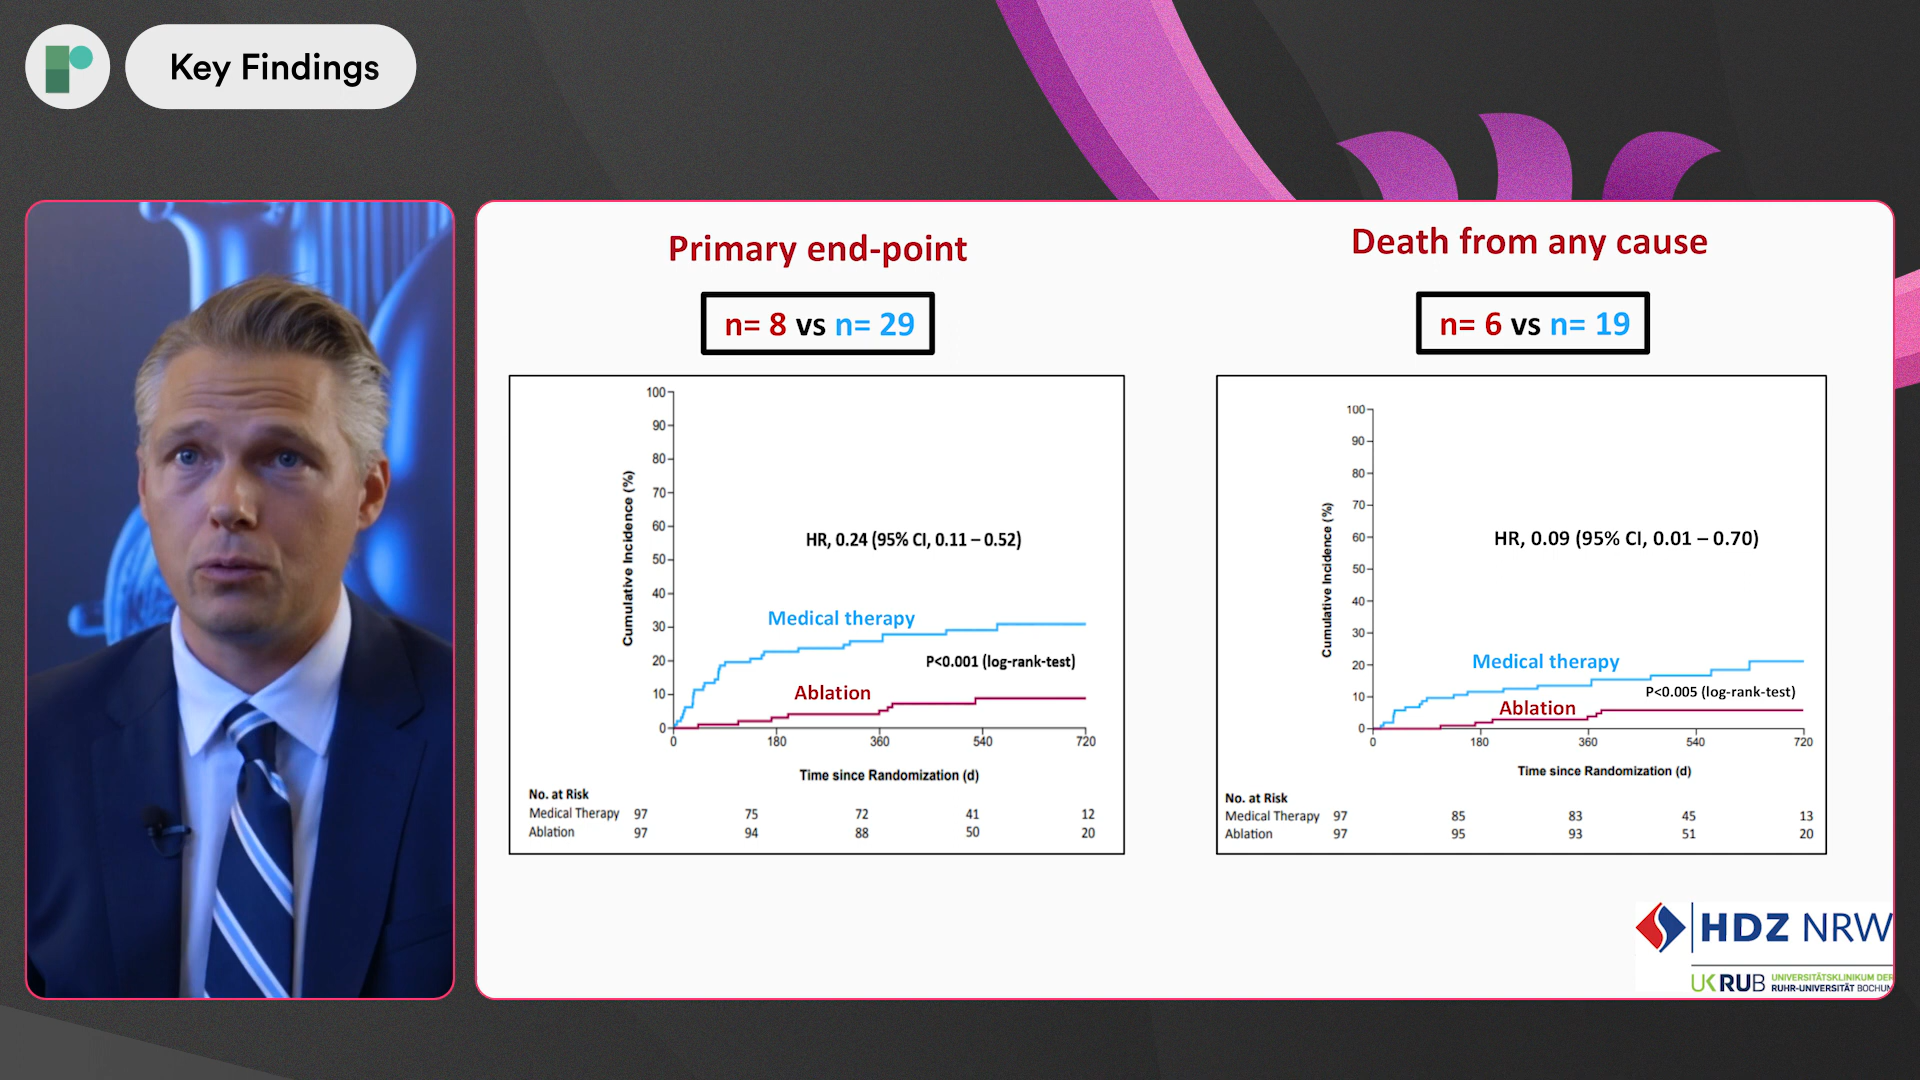 Key Findings
Primary end-point
n= 8 vs n= 29
100
90
80
70
60
50
40
30
20
10
0
Cumulative Incidence (%)
HR, 0.24 (95% CI, 0.11 – 0.52)
Medical therapy
P<0.001 (log-rank-test)
Ablation
0 180 360 540 720
Time since Randomization (d)
No. at Risk
Medical Therapy 97 75 72 41 12
Ablation 97 94 88 50 20
Death from any cause
n= 6 vs n= 19
100
90
80
70
60
50
40
30
20
10
0
Cumulative Incidence (%)
HR, 0.09 (95% CI, 0.01 – 0.70)
Medical therapy
P<0.005 (log-rank-test)
Ablation
0 180 360 540 720
Time since Randomization (d)
No. at Risk
Medical Therapy 97 85 83 45 13
Ablation 97 95 93 51 20
HDZ NRW
UKRUB UNIVERSITÄTSKLINIKUM DER
RUHR-UNIVERSITÄT BOCHUM